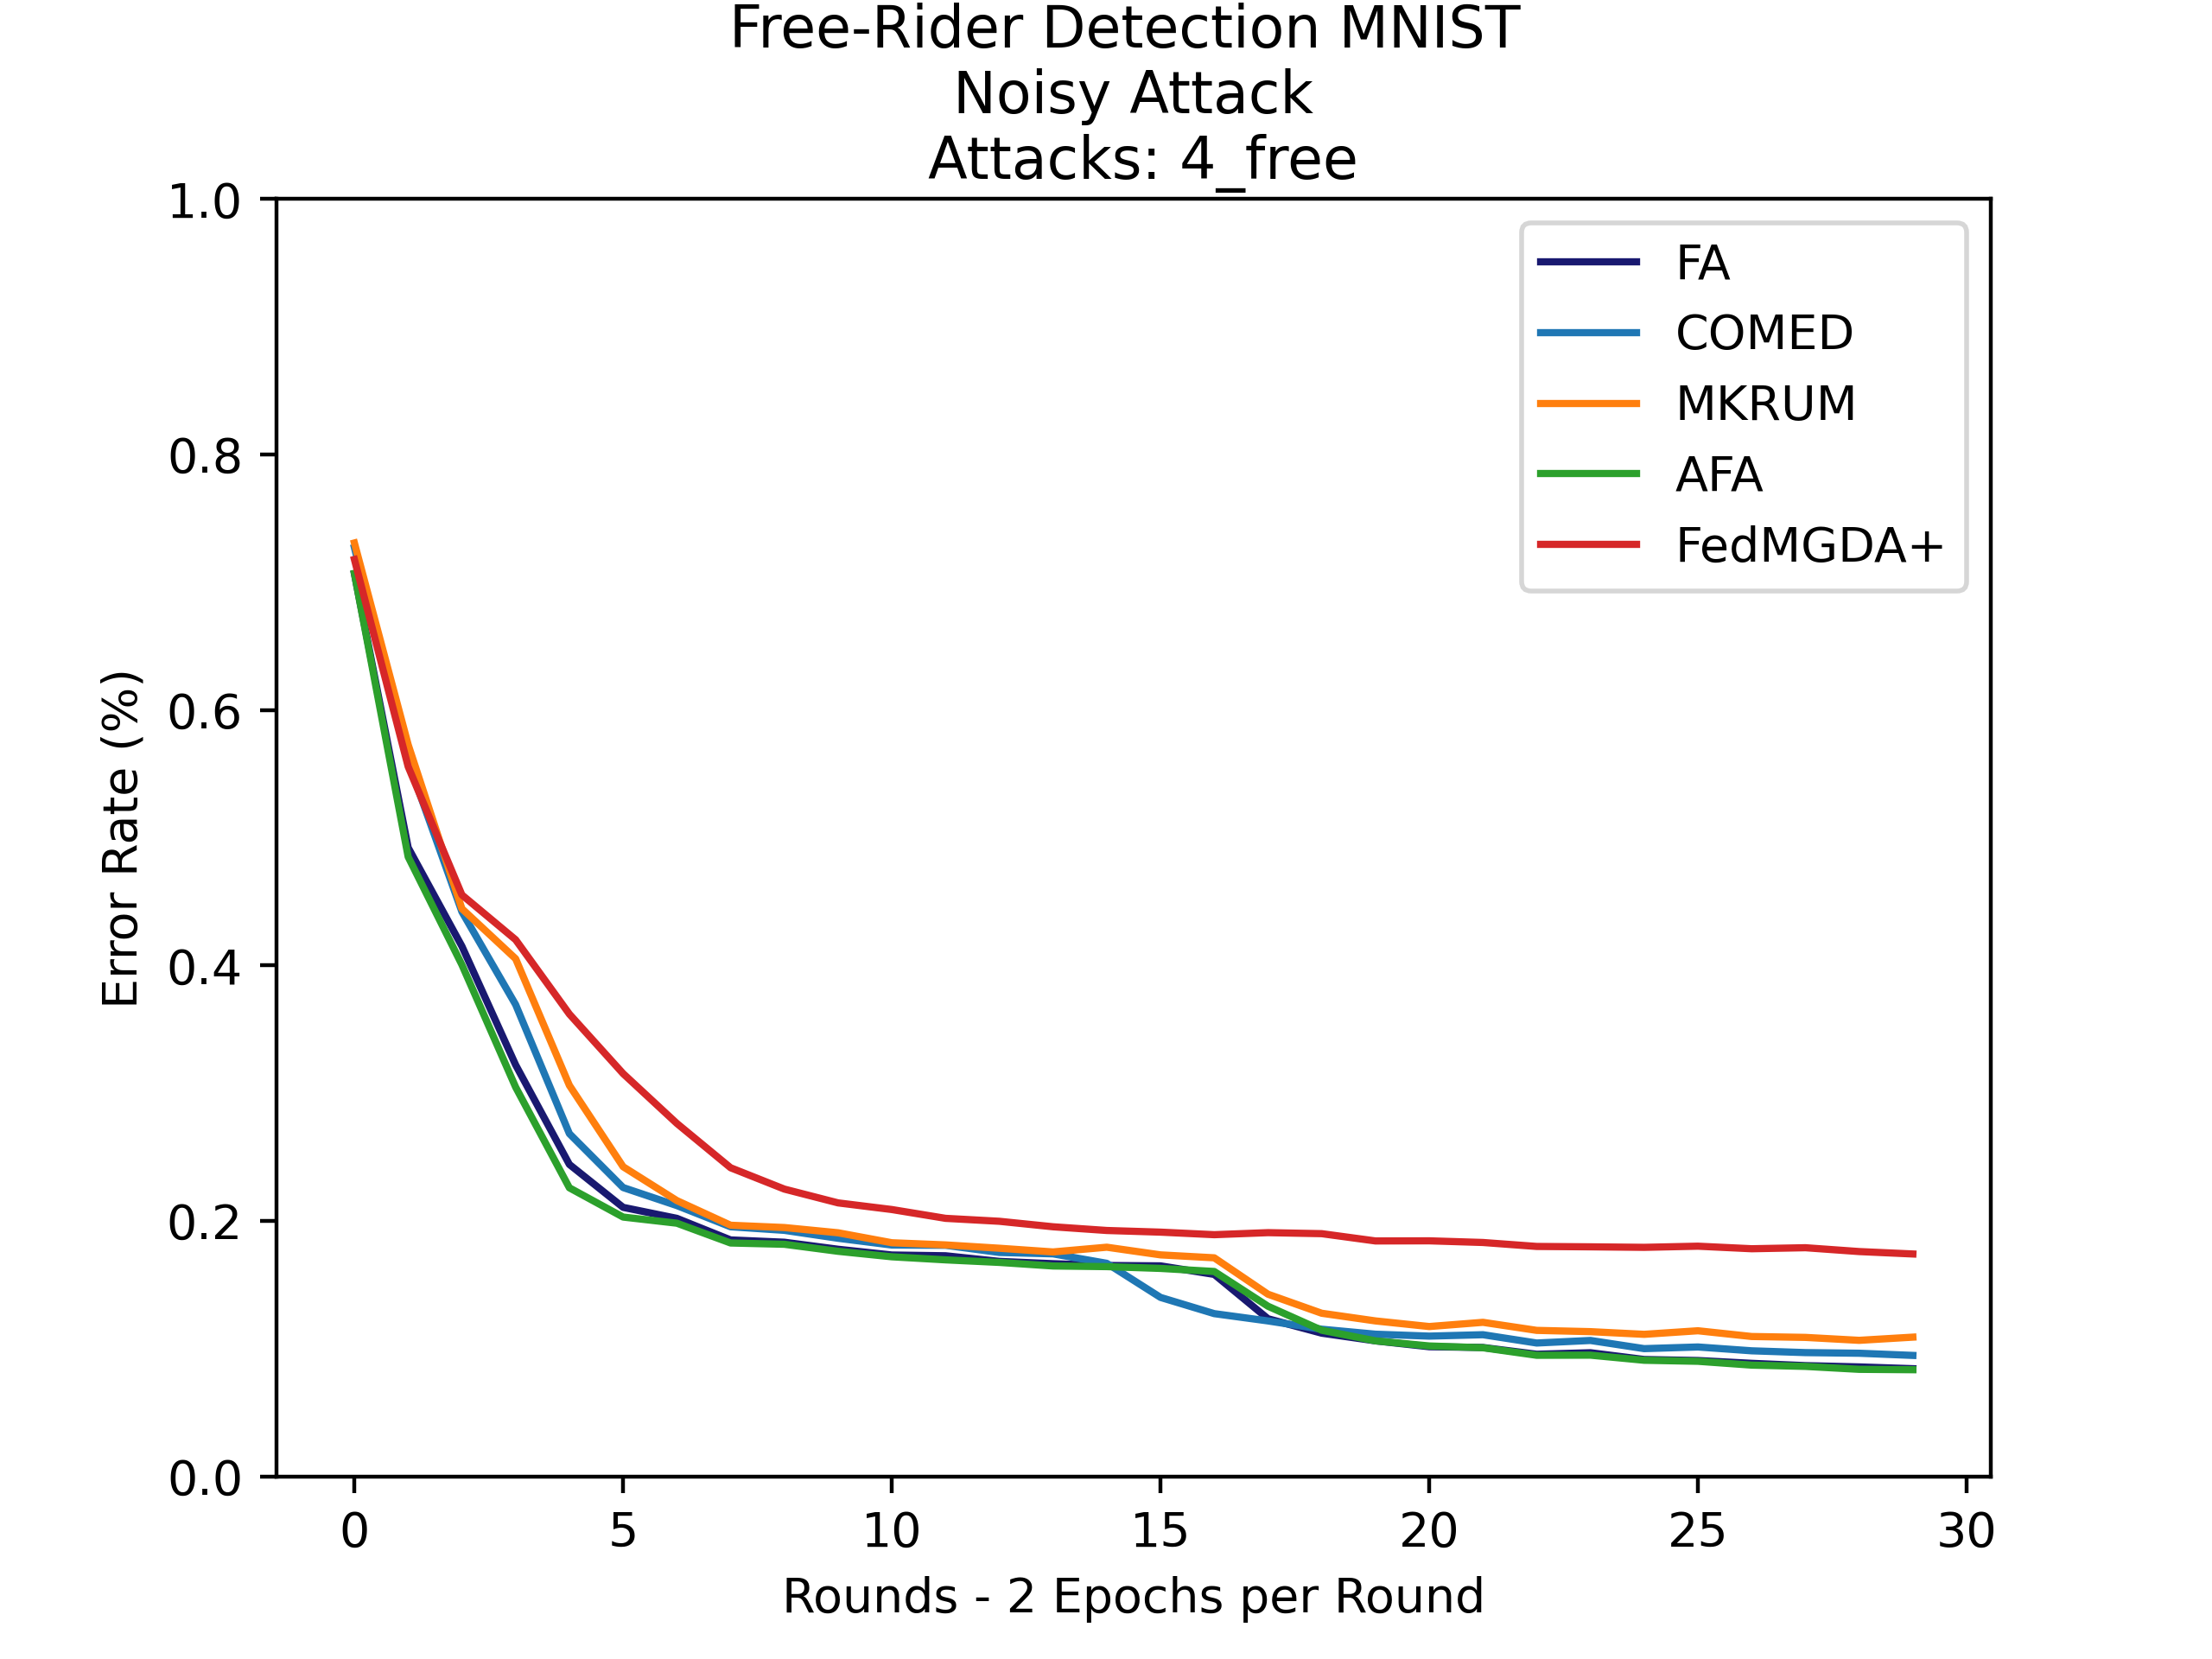 Free-Rider Detection MNIST
Noisy Attack
Attacks: 4_free
1.0
0.8
0.6
0.4
0.2
0.0
Error Rate (%)
FA
COMED
MKRUM
AFA
FedMGDA+
0 5 10 15 20 25 30
Rounds - 2 Epochs per Round